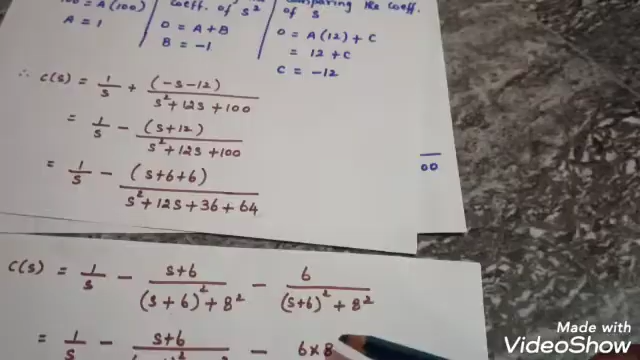 100 = A(100)
A = 1
coeff. of s²
0 = A+B
B = -1
comparing the coeff.
of s
0 = A(12) + C
= 12 + C
C = -12
∴ C(s) = 1/s + (-s-12)/(s²+12s+100)
= 1/s - (s+12)/(s²+12s+100)
= 1/s - (s+6+6)/(s²+12s+36+64)
00
C(s) = 1/s - (s+6)/((s+6)²+8²) - 6/((s+6)²+8²)
= 1/s - s+6 - 6×8
Made with
VideoShow